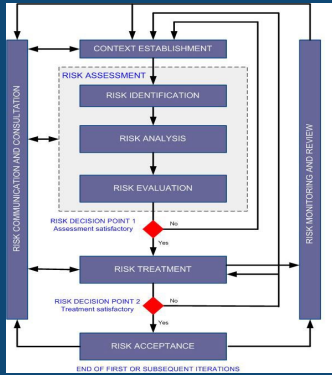 CONTEXT ESTABLISHMENT
RISK ASSESSMENT
RISK IDENTIFICATION
RISK ANALYSIS
RISK EVALUATION
RISK COMMUNICATION AND CONSULTATION
RISK MONITORING AND REVIEW
RISK DECISION POINT 1
Assessment satisfactory
No
Yes
RISK TREATMENT
RISK DECISION POINT 2
Treatment satisfactory
No
Yes
RISK ACCEPTANCE
END OF FIRST OR SUBSEQUENT ITERATIONS